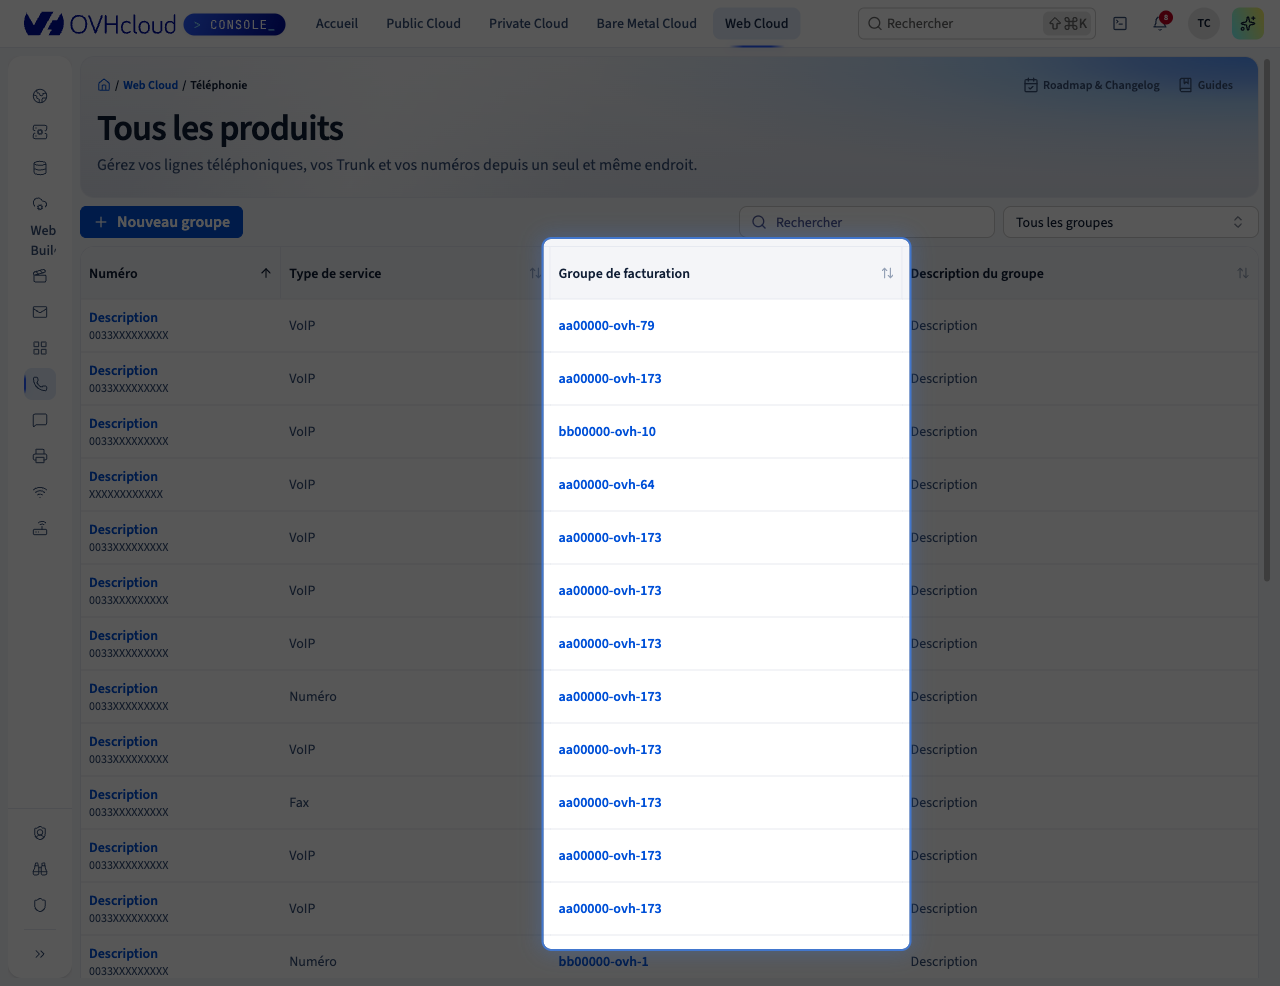 OVHcloud > CONSOLE_ Accueil Public Cloud Private Cloud Bare Metal Cloud Web Cloud Rechercher ⇧⌘K 8 TC
/ Web Cloud / Téléphonie Roadmap & Changelog Guides
Tous les produits
Gérez vos lignes téléphoniques, vos Trunk et vos numéros depuis un seul et même endroit.
Web
Buil
+ Nouveau groupe Rechercher Tous les groupes
Numéro Type de service Groupe de facturation Description du groupe
Description
0033XXXXXXXXX VoIP aa00000-ovh-79 Description
Description
0033XXXXXXXXX VoIP aa00000-ovh-173 Description
Description
0033XXXXXXXXX VoIP bb00000-ovh-10 Description
Description
XXXXXXXXXXXX VoIP aa00000-ovh-64 Description
Description
0033XXXXXXXXX VoIP aa00000-ovh-173 Description
Description
0033XXXXXXXXX VoIP aa00000-ovh-173 Description
Description
0033XXXXXXXXX VoIP aa00000-ovh-173 Description
Description
0033XXXXXXXXX Numéro aa00000-ovh-173 Description
Description
0033XXXXXXXXX VoIP aa00000-ovh-173 Description
Description
0033XXXXXXXXX Fax aa00000-ovh-173 Description
Description
0033XXXXXXXXX VoIP aa00000-ovh-173 Description
Description
0033XXXXXXXXX VoIP aa00000-ovh-173 Description
Description
0033XXXXXXXXX Numéro bb00000-ovh-1 Description